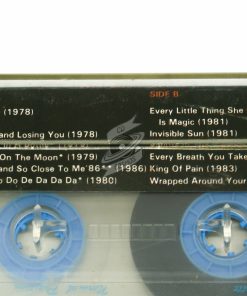 SIDE B
(1978)
Every Little Thing She
Is Magic (1981)
and Losing You (1978)
Invisible Sun (1981)
On The Moon* (1979)
Every Breath You Take
and So Close To Me'86** (1986)
King Of Pain (1983)
o Do De Da Da Da* (1980)
Wrapped Around Your